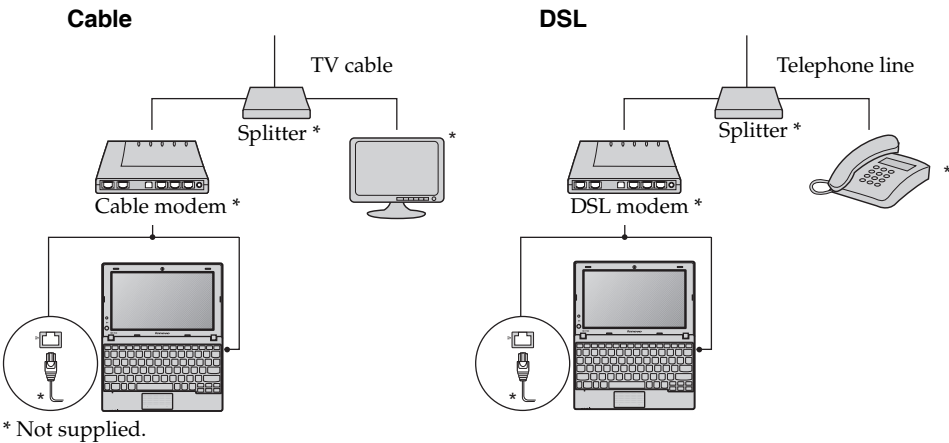 Cable
TV cable
Splitter *
*
Cable modem *
*
* Not supplied.
DSL
Telephone line
Splitter *
*
DSL modem *
*